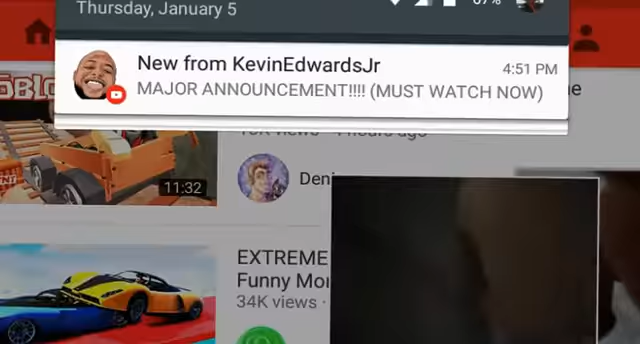 Thursday, January 5
67%
New from KevinEdwardsJr
4:51 PM
MAJOR ANNOUNCEMENT!!!! (MUST WATCH NOW)
11:32
EXTREME
34K views ·